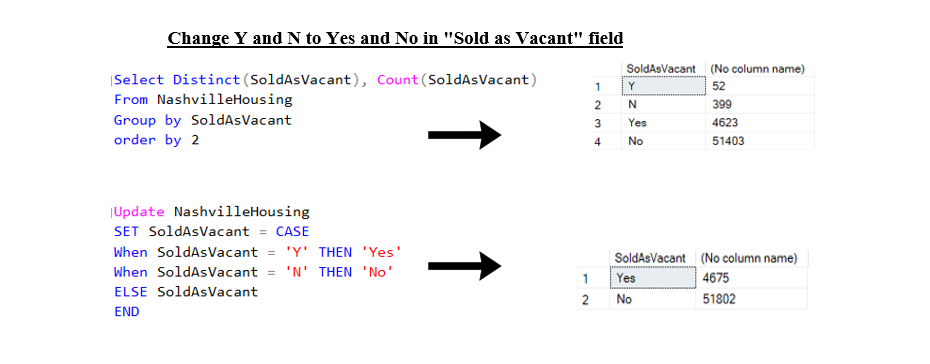 Change Y and N to Yes and No in "Sold as Vacant" field
Select Distinct(SoldAsVacant), Count(SoldAsVacant)
From NashvilleHousing
Group by SoldAsVacant
order by 2
SoldAsVacant (No column name)
1 Y 52
2 N 399
3 Yes 4623
4 No 51403
Update NashvilleHousing
SET SoldAsVacant = CASE
When SoldAsVacant = 'Y' THEN 'Yes'
When SoldAsVacant = 'N' THEN 'No'
ELSE SoldAsVacant
END
SoldAsVacant (No column name)
1 Yes 4675
2 No 51802